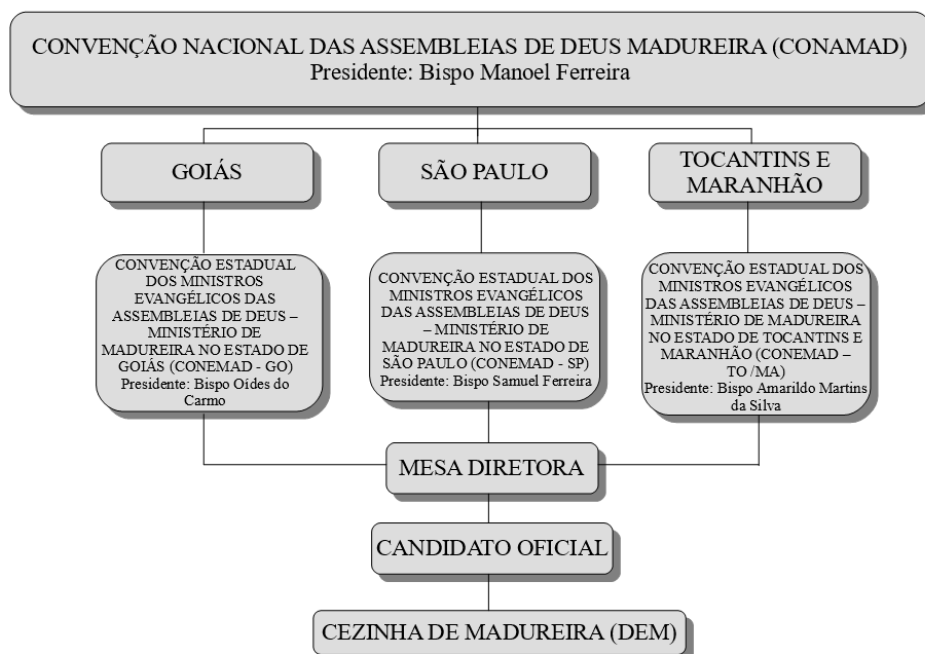 CONVENÇÃO NACIONAL DAS ASSEMBLEIAS DE DEUS MADUREIRA (CONAMAD)
Presidente: Bispo Manoel Ferreira
GOIÁS
SÃO PAULO
TOCANTINS E
MARANHÃO
CONVENÇÃO ESTADUAL
DOS MINISTROS
EVANGÉLICOS DAS
ASSEMBLEIAS DE DEUS –
MINISTÉRIO DE
MADUREIRA NO ESTADO DE
GOIÁS (CONEMAD - GO)
Presidente: Bispo Oídes do
Carmo
CONVENÇÃO ESTADUAL DOS
MINISTROS EVANGÉLICOS
DAS ASSEMBLEIAS DE DEUS
– MINISTÉRIO DE
MADUREIRA NO ESTADO DE
SÃO PAULO (CONEMAD - SP)
Presidente: Bispo Samuel Ferreira
CONVENÇÃO ESTADUAL DOS
MINISTROS EVANGÉLICOS
DAS ASSEMBLEIAS DE DEUS –
MINISTÉRIO DE MADUREIRA
NO ESTADO DE TOCANTINS E
MARANHÃO (CONEMAD –
TO /MA)
Presidente: Bispo Amarildo Martins
da Silva
MESA DIRETORA
CANDIDATO OFICIAL
CEZINHA DE MADUREIRA (DEM)